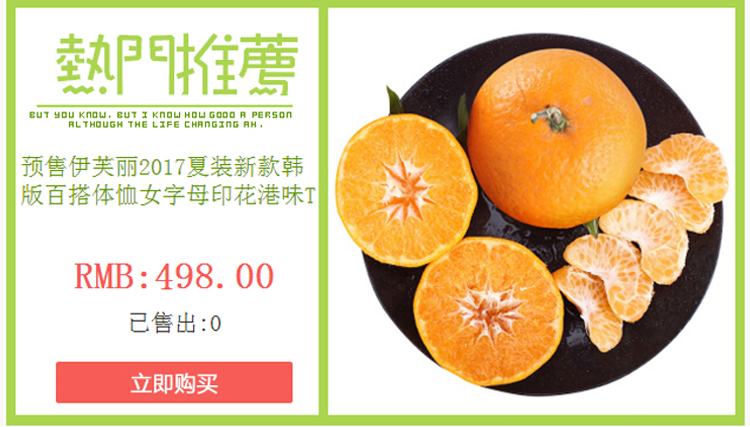 熱門推薦
BUT YOU KNOW. BUT I KNOW HOW GOOD A PERSON
ALTHOUGH THE LIFE CHANGING AH.
预售伊芙丽2017夏装新款韩
版百搭体恤女字母印花港味T
RMB:498.00
已售出:0
立即购买